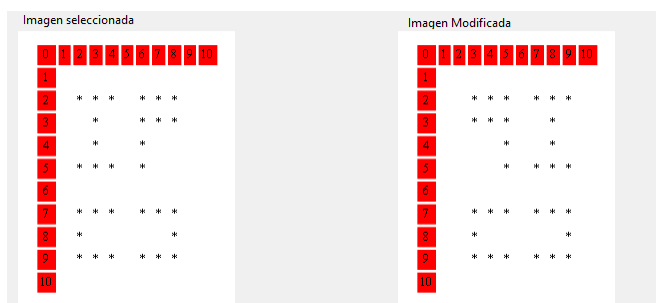 Imagen seleccionada
0 1 2 3 4 5 6 7 8 9 10
1
2 * * * * * *
3 * * * *
4 * *
5 * * * *
6
7 * * * * * *
8 * *
9 * * * * * *
10
Imagen Modificada
0 1 2 3 4 5 6 7 8 9 10
1
2 * * * * * *
3 * * * *
4 * *
5 * * * *
6
7 * * * * * *
8 * *
9 * * * * * *
10